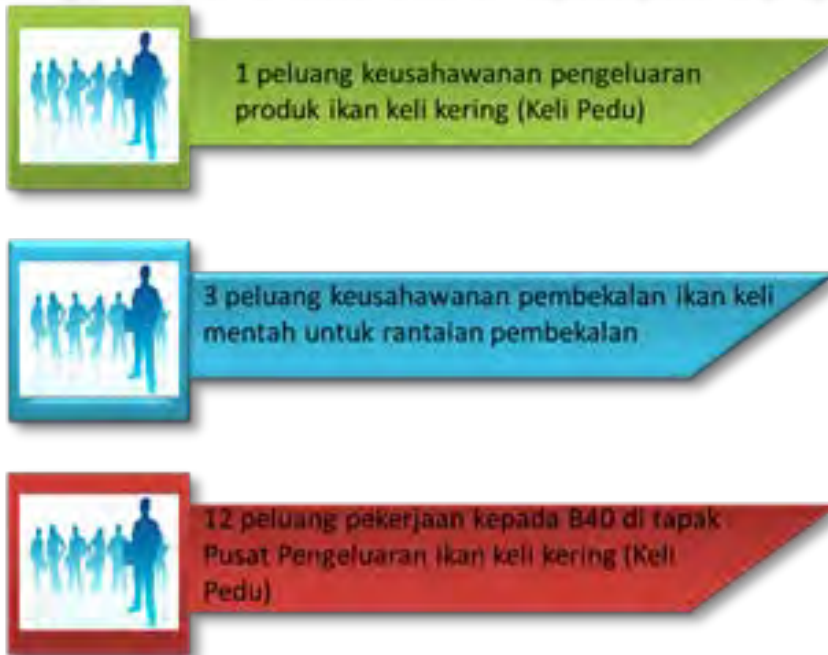 1 peluang keusahawanan pengeluaran
produk ikan keli kering (Keli Pedu)
3 peluang keusahawanan pembekalan ikan keli
mentah untuk rantaian pembekalan
12 peluang pekerjaan kepada B40 di tapak
Pusat Pengeluaran ikan keli kering (Keli
Pedu)